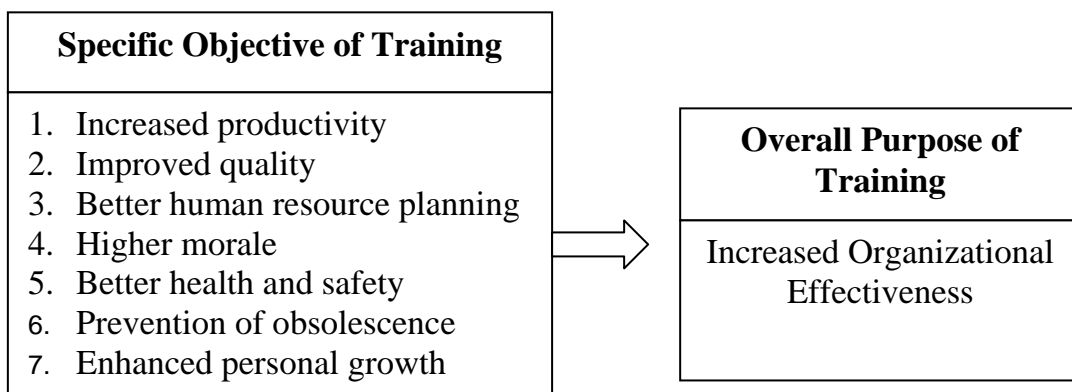 Specific Objective of Training
1. Increased productivity
2. Improved quality
3. Better human resource planning
4. Higher morale
5. Better health and safety
6. Prevention of obsolescence
7. Enhanced personal growth
Overall Purpose of
Training
Increased Organizational
Effectiveness